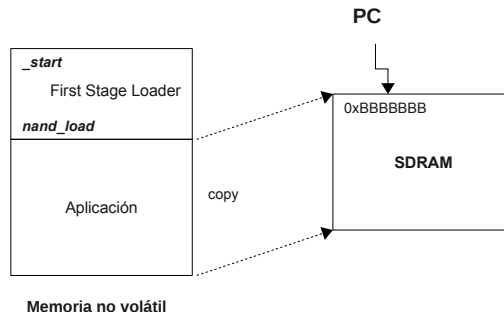 PC
_start
First Stage Loader
nand_load
0xBBBBBBB
SDRAM
Aplicación
copy
Memoria no volátil